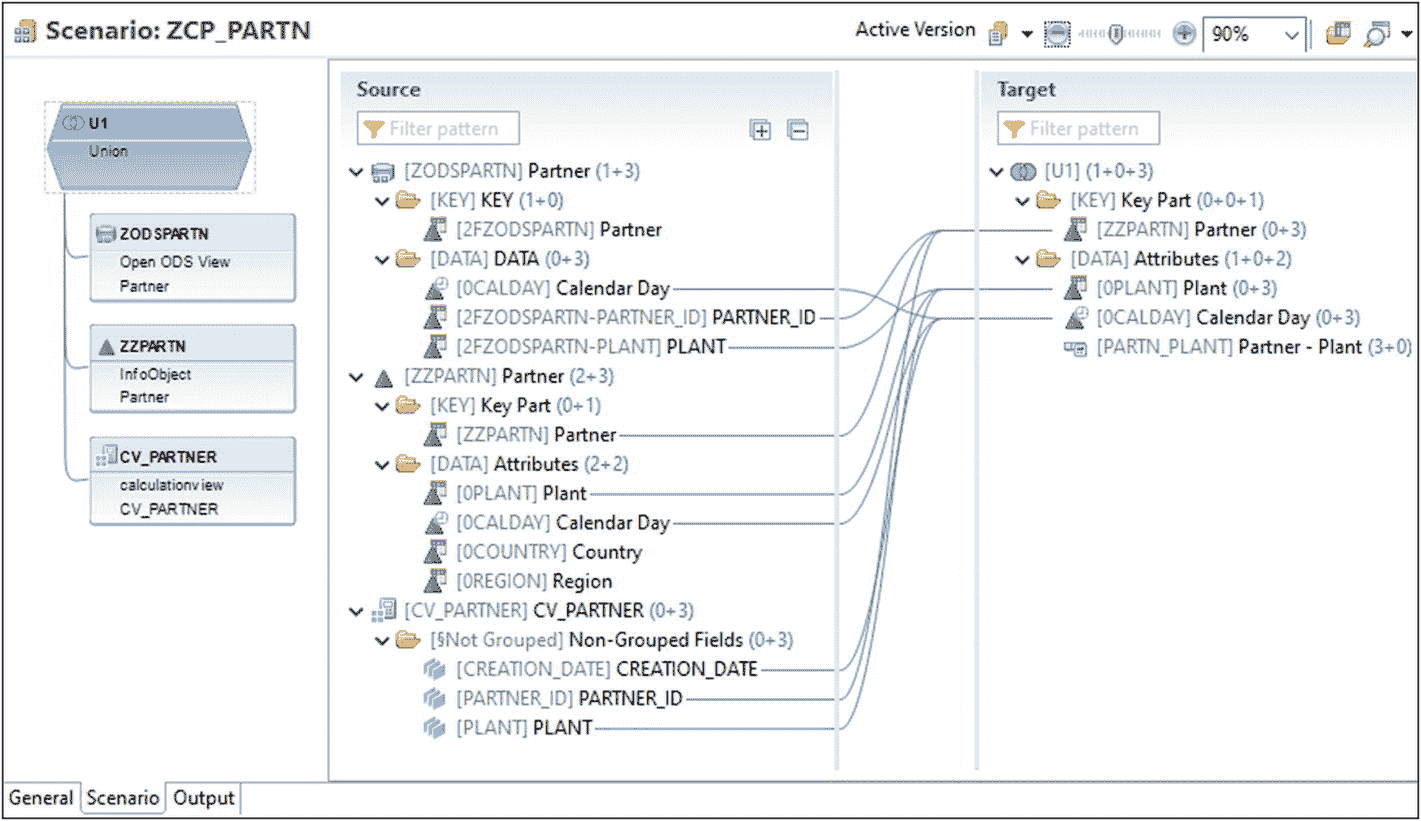 Scenario: ZCP_PARTN
Active Version
90%
U1
Union
ZODSPARTN
Open ODS View
Partner
ZZPARTN
InfoObject
Partner
CV_PARTNER
calculationview
CV_PARTNER
Source
Filter pattern
[ZODSPARTN] Partner (1+3)
[KEY] KEY (1+0)
[2FZODSPARTN] Partner
[DATA] DATA (0+3)
[0CALDAY] Calendar Day
[2FZODSPARTN-PARTNER_ID] PARTNER_ID
[2FZODSPARTN-PLANT] PLANT
[ZZPARTN] Partner (2+3)
[KEY] Key Part (0+1)
[ZZPARTN] Partner
[DATA] Attributes (2+2)
[0PLANT] Plant
[0CALDAY] Calendar Day
[0COUNTRY] Country
[0REGION] Region
[CV_PARTNER] CV_PARTNER (0+3)
[§Not Grouped] Non-Grouped Fields (0+3)
[CREATION_DATE] CREATION_DATE
[PARTNER_ID] PARTNER_ID
[PLANT] PLANT
Target
Filter pattern
[U1] (1+0+3)
[KEY] Key Part (0+0+1)
[ZZPARTN] Partner (0+3)
[DATA] Attributes (1+0+2)
[0PLANT] Plant (0+3)
[0CALDAY] Calendar Day (0+3)
[PARTN_PLANT] Partner - Plant (3+0)
General
Scenario
Output